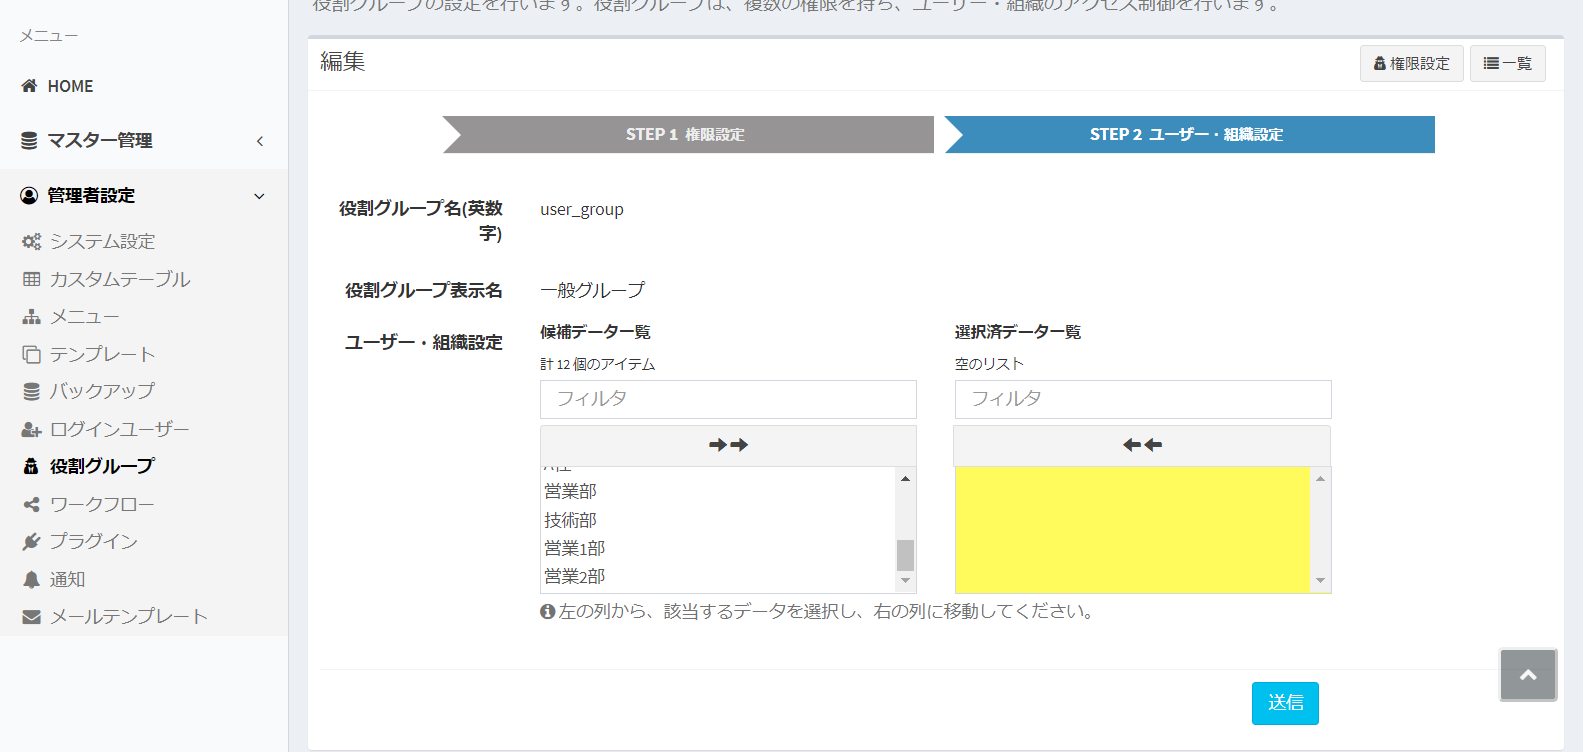 役割グループの設定を行います。役割グループは、複数の権限を持ち、ユーザー・組織のアクセス制御を行います。
メニュー
HOME
マスター管理
管理者設定
システム設定
カスタムテーブル
メニュー
テンプレート
バックアップ
ログインユーザー
役割グループ
ワークフロー
プラグイン
通知
メールテンプレート
編集
権限設定
一覧
STEP 1 権限設定
STEP 2 ユーザー・組織設定
役割グループ名(英数
字)
user_group
役割グループ表示名
一般グループ
ユーザー・組織設定
候補データ一覧
計 12 個のアイテム
フィルタ
営業部
技術部
営業1部
営業2部
選択済データ一覧
空のリスト
フィルタ
左の列から、該当するデータを選択し、右の列に移動してください。
送信